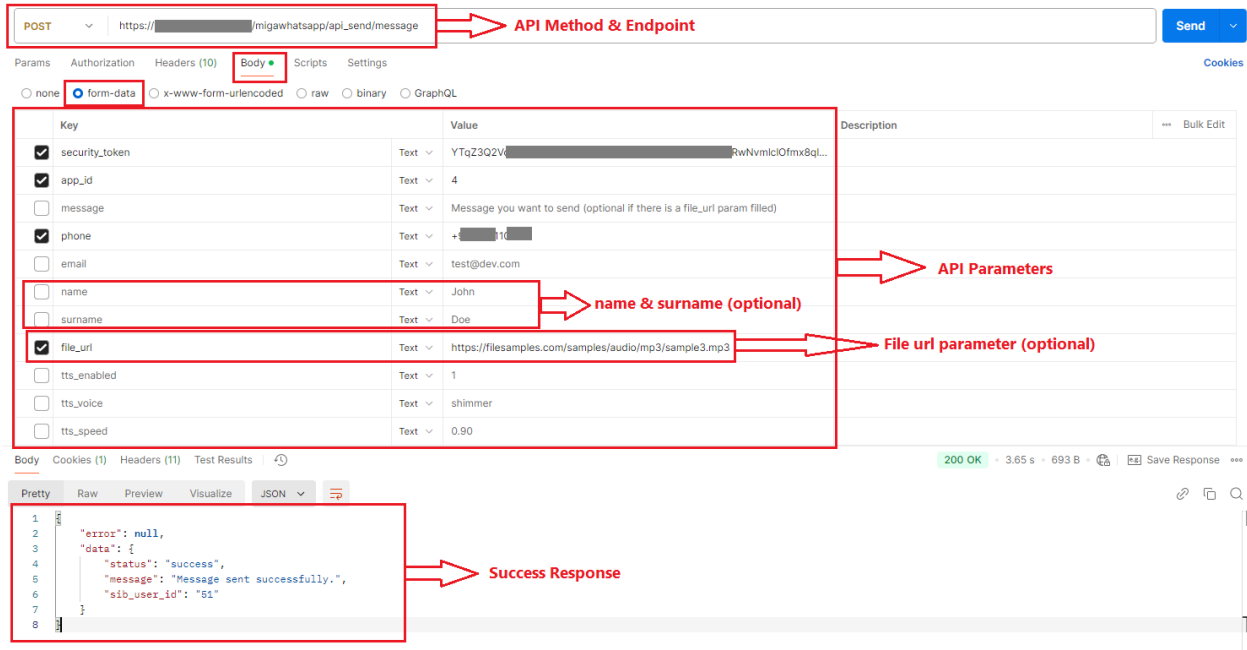 POST https:// /migawhatsapp/api_send/message API Method & Endpoint Send
Params Authorization Headers (10) Body Scripts Settings Cookies
none form-data x-www-form-urlencoded raw binary GraphQL
Key Value Description Bulk Edit
security_token Text YTqZ3Q2V
app_id Text 4
message Text Message you want to send (optional if there is a file_url param filled)
phone Text
email Text test@dev.com
API Parameters
name Text John
name & surname (optional)
surname Text Doe
file_url Text https://filesamples.com/samples/audio/mp3/sample3.mp3 File url parameter (optional)
tts_enabled Text 1
tts_voice Text shimmer
tts_speed Text 0.90
Body Cookies (1) Headers (11) Test Results 200 OK 3.65 s 693 B Save Response
Pretty Raw Preview Visualize JSON
1 {
2 "error": null,
3 "data": {
4 "status": "success",
5 "message": "Message sent successfully.",
6 "sib_user_id": "51"
7 }
8 }
Success Response